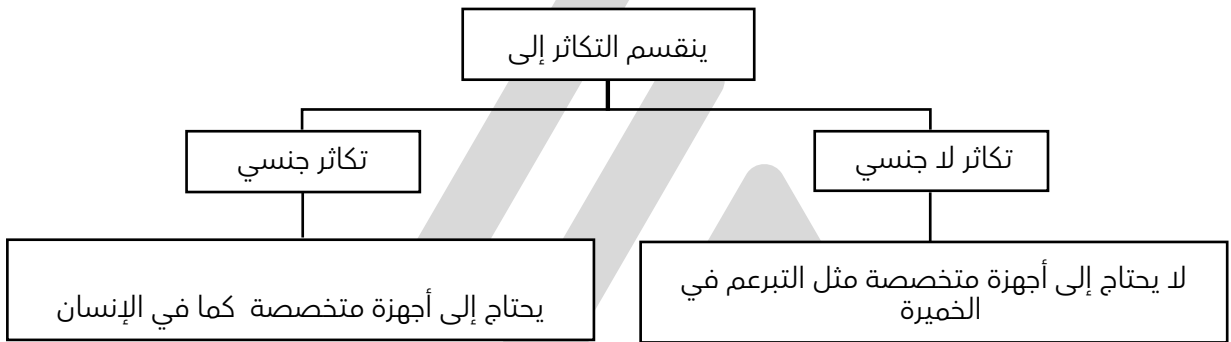 ينقسم التكاثر إلى
تكاثر لا جنسي
تكاثر جنسي
لا يحتاج إلى أجهزة متخصصة مثل التبرعم في
الخميرة
يحتاج إلى أجهزة متخصصة كما في الإنسان